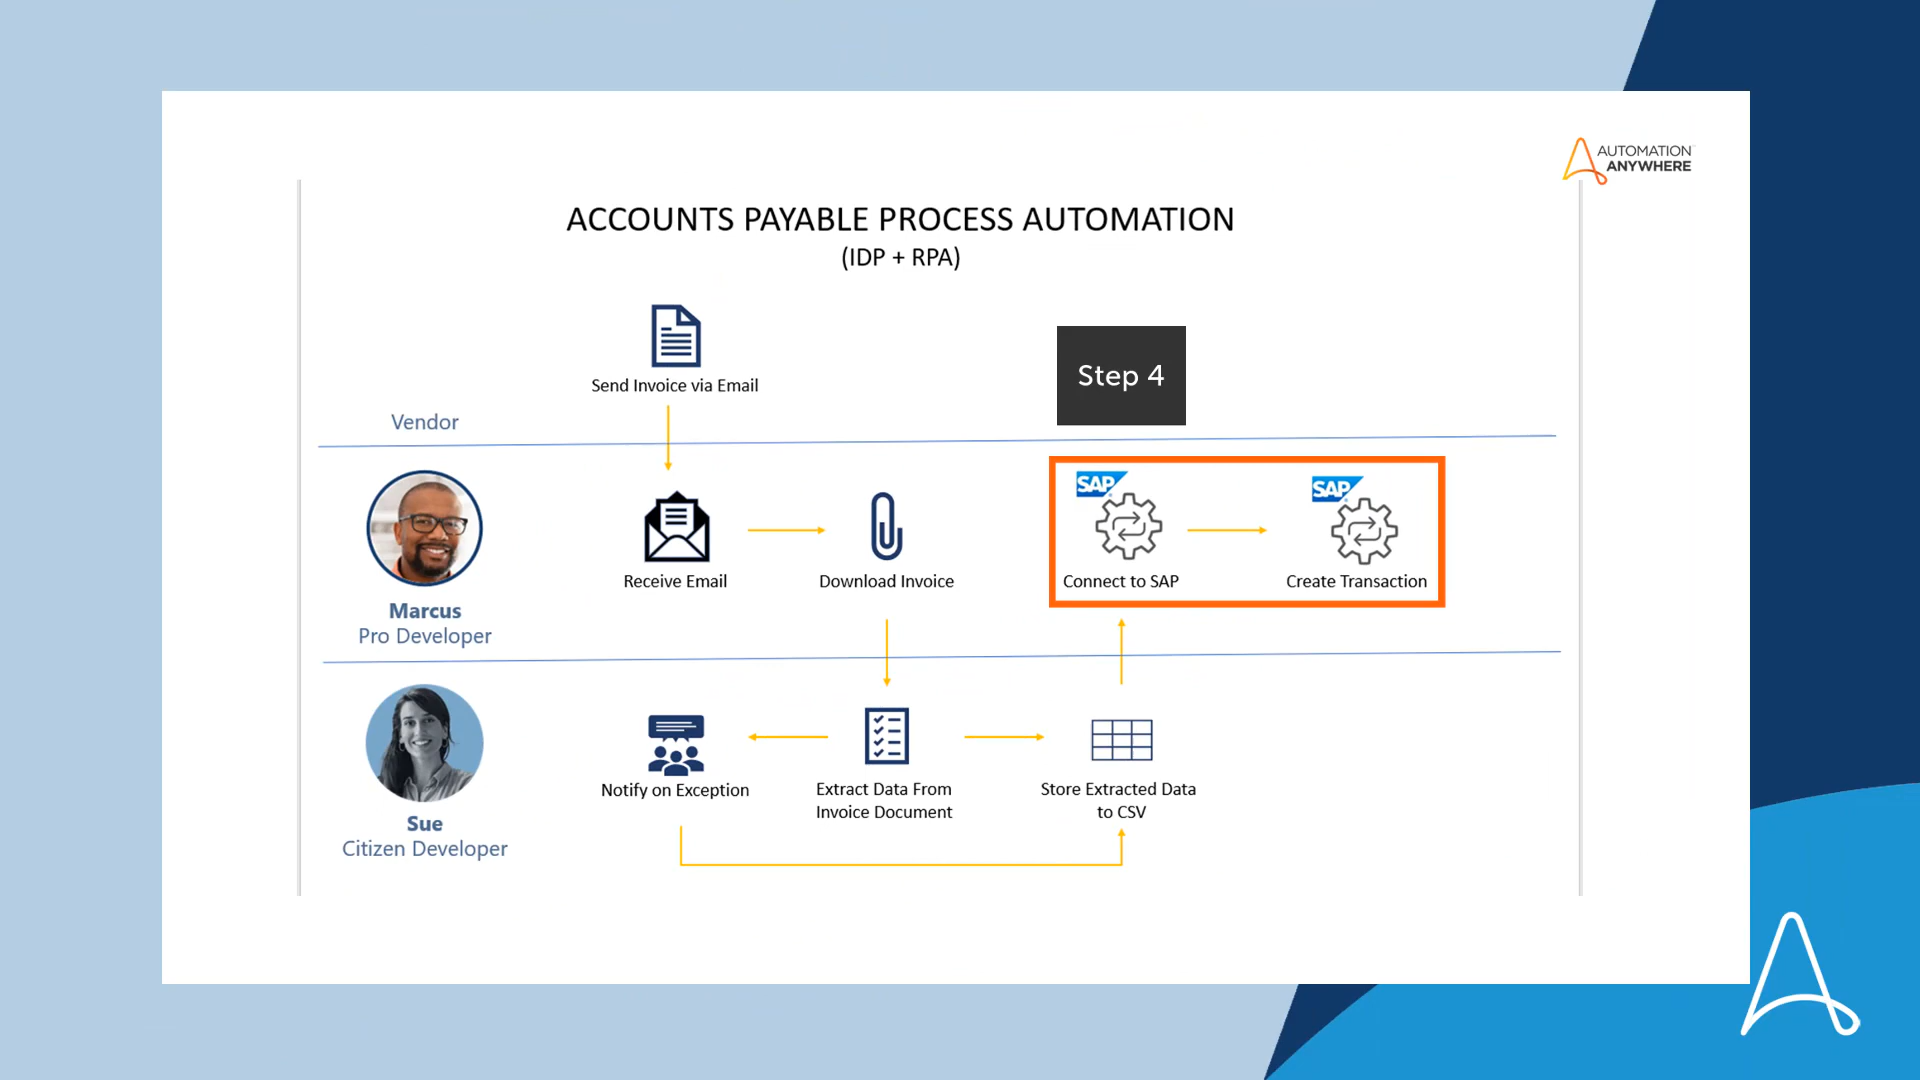 AUTOMATION
ANYWHERE
ACCOUNTS PAYABLE PROCESS AUTOMATION
(IDP + RPA)
Send Invoice via Email
Step 4
Vendor
SAP
SAP
Receive Email
Download Invoice
Connect to SAP
Create Transaction
Marcus
Pro Developer
Notify on Exception
Extract Data From
Invoice Document
Store Extracted Data
to CSV
Sue
Citizen Developer